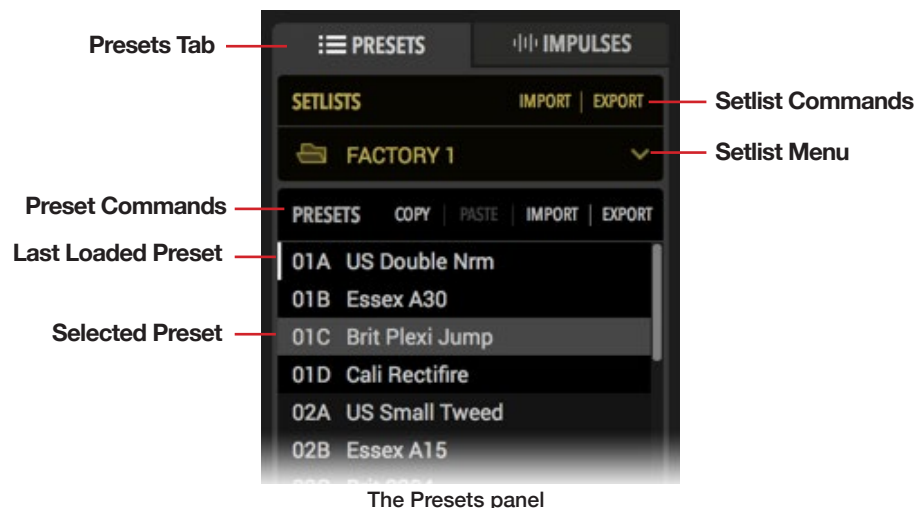 Presets Tab
PRESETS
IMPULSES
SETLISTS IMPORT | EXPORT
Setlist Commands
FACTORY 1
Setlist Menu
Preset Commands
PRESETS COPY | PASTE | IMPORT | EXPORT
Last Loaded Preset
01A US Double Nrm
01B Essex A30
Selected Preset
01C Brit Plexi Jump
01D Cali Rectifire
02A US Small Tweed
02B Essex A15
The Presets panel